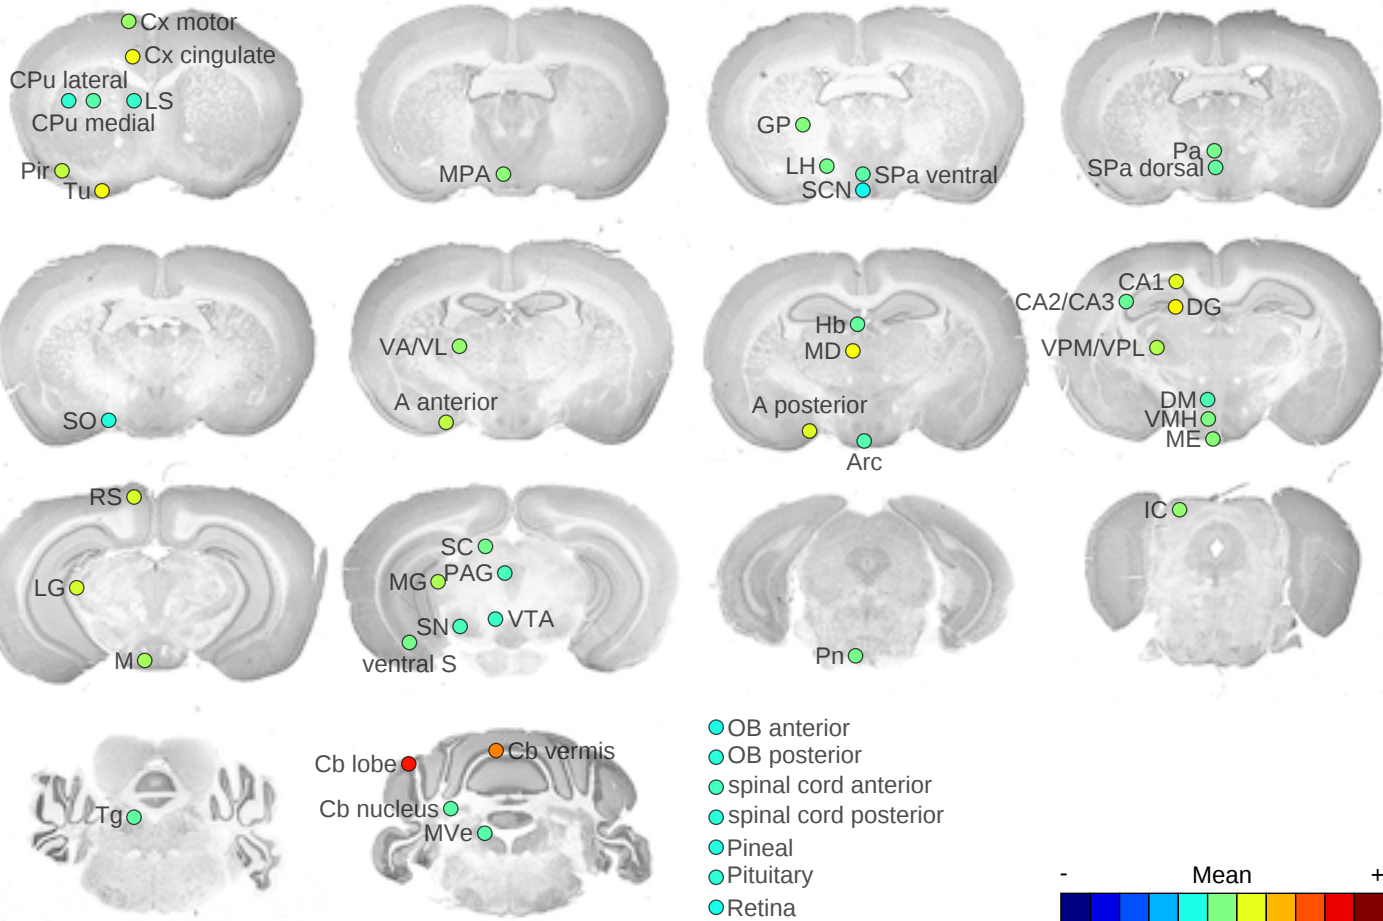 Cx motor
Cx cingulate
CPu lateral
LS
CPu medial
Pir
Tu
MPA
GP
LH
SPa ventral
SCN
Pa
SPa dorsal
SO
VA/VL
A anterior
Hb
MD
A posterior
Arc
CA1
CA2/CA3
DG
VPM/VPL
DM
VMH
ME
RS
LG
M
SC
PAG
MG
VTA
SN
ventral S
Pn
IC
Tg
Cb lobe
Cb vermis
Cb nucleus
MVe
OB anterior
OB posterior
spinal cord anterior
spinal cord posterior
Pineal
Pituitary
Retina
- Mean +